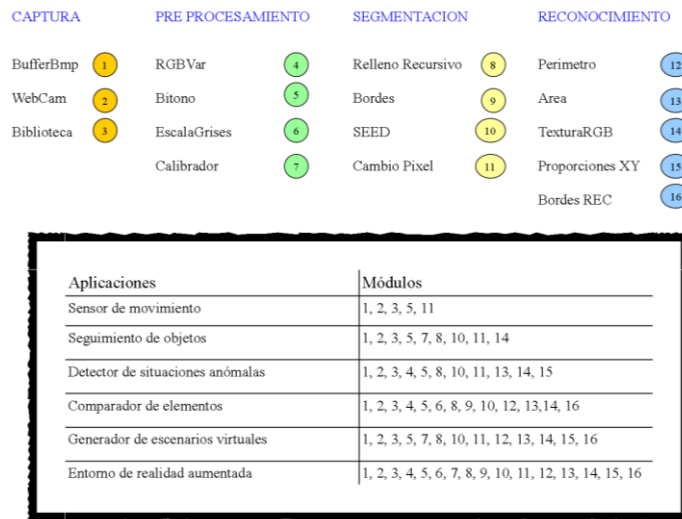 CAPTURA PRE PROCESAMIENTO SEGMENTACION RECONOCIMIENTO
BufferBmp 1 RGBVar 4 Relleno Recursivo 8 Perimetro 12
WebCam 2 Bitono 5 Bordes 9 Area 13
Biblioteca 3 EscalaGrises 6 SEED 10 TexturaRGB 14
Calibrador 7 Cambio Pixel 11 Proporciones XY 15
Bordes REC 16
Aplicaciones Módulos
Sensor de movimiento 1, 2, 3, 5, 11
Seguimiento de objetos 1, 2, 3, 5, 7, 8, 10, 11, 14
Detector de situaciones anómalas 1, 2, 3, 4, 5, 8, 10, 11, 13, 14, 15
Comparador de elementos 1, 2, 3, 4, 5, 6, 8, 9, 10, 12, 13,14, 16
Generador de escenarios virtuales 1, 2, 3, 5, 7, 8, 10, 11, 12, 13, 14, 15, 16
Entorno de realidad aumentada 1, 2, 3, 4, 5, 6, 7, 8, 9, 10, 11, 12, 13, 14, 15, 16